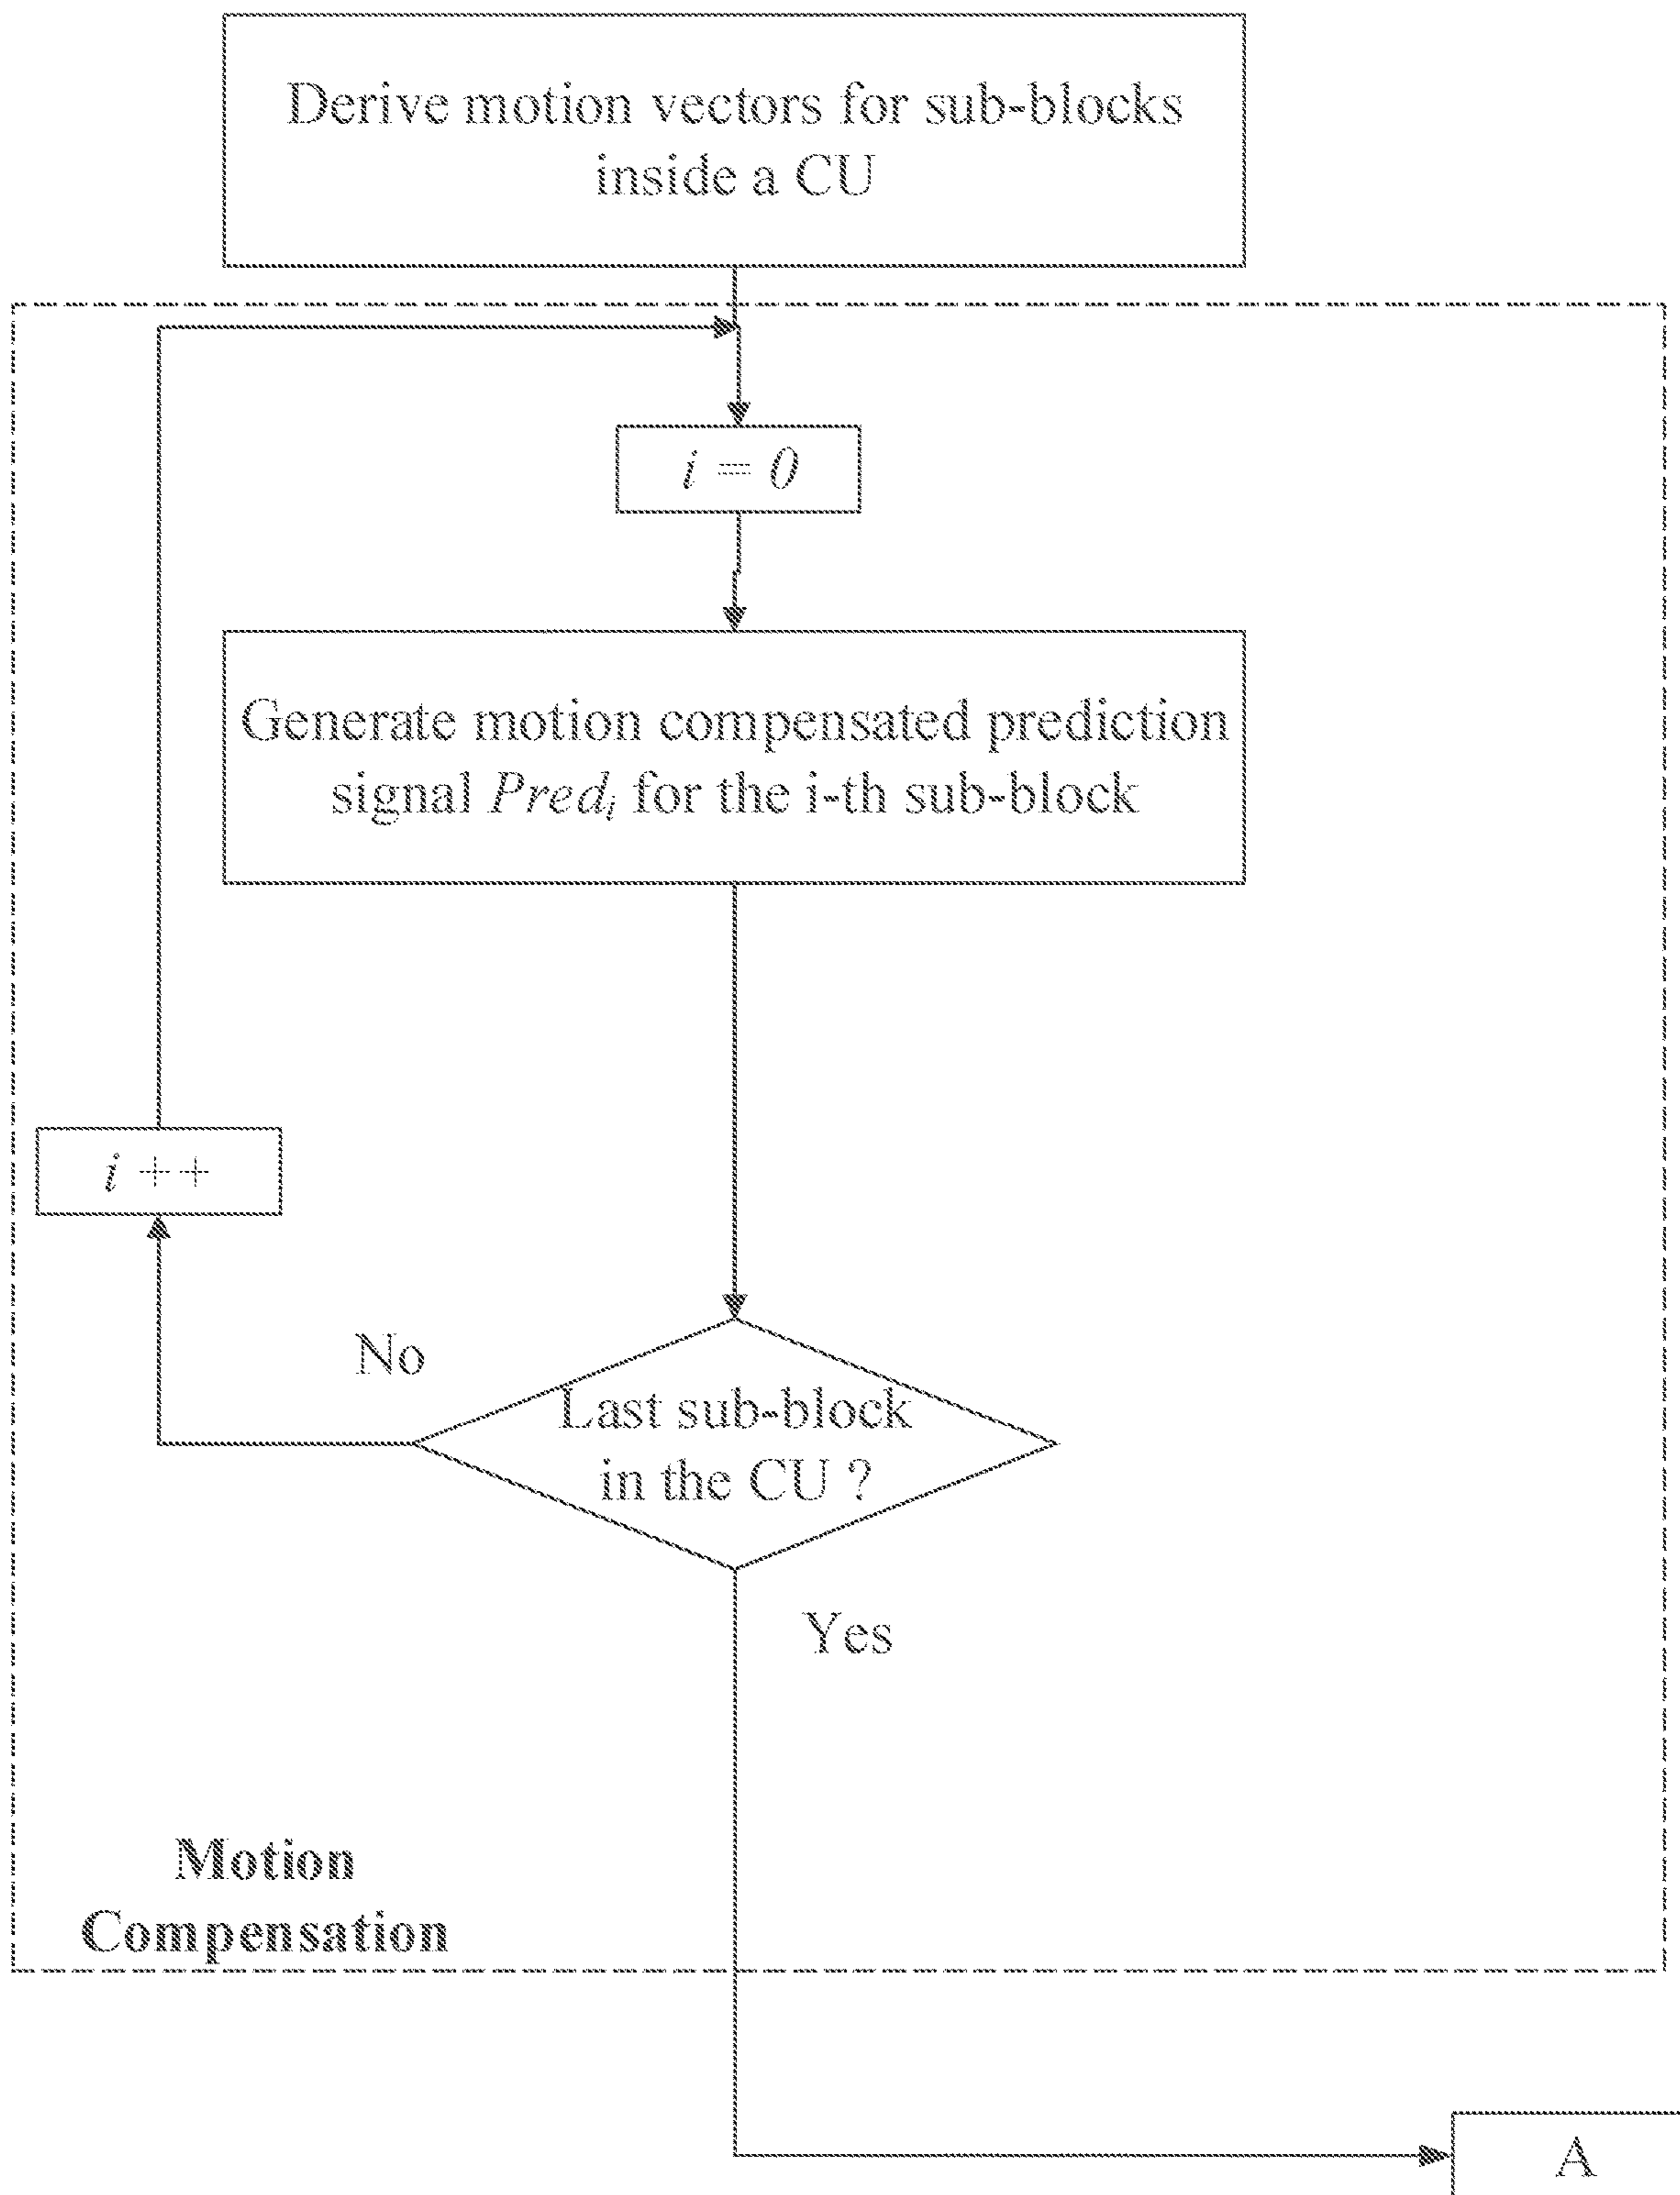 Derive motion vectors for sub-blocks
inside a CU
i = 0
Generate motion compensated prediction
signal Pred_i for the i-th sub-block
i ++
No
Last sub-block
in the CU ?
Yes
Motion
Compensation
A